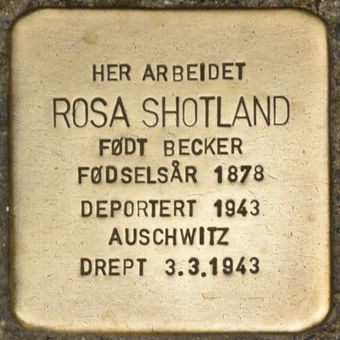 HER ARBEIDET
ROSA SHOTLAND
FØDT BECKER
FØDSELSÅR 1878
DEPORTERT 1943
AUSCHWITZ
DREPT 3.3.1943